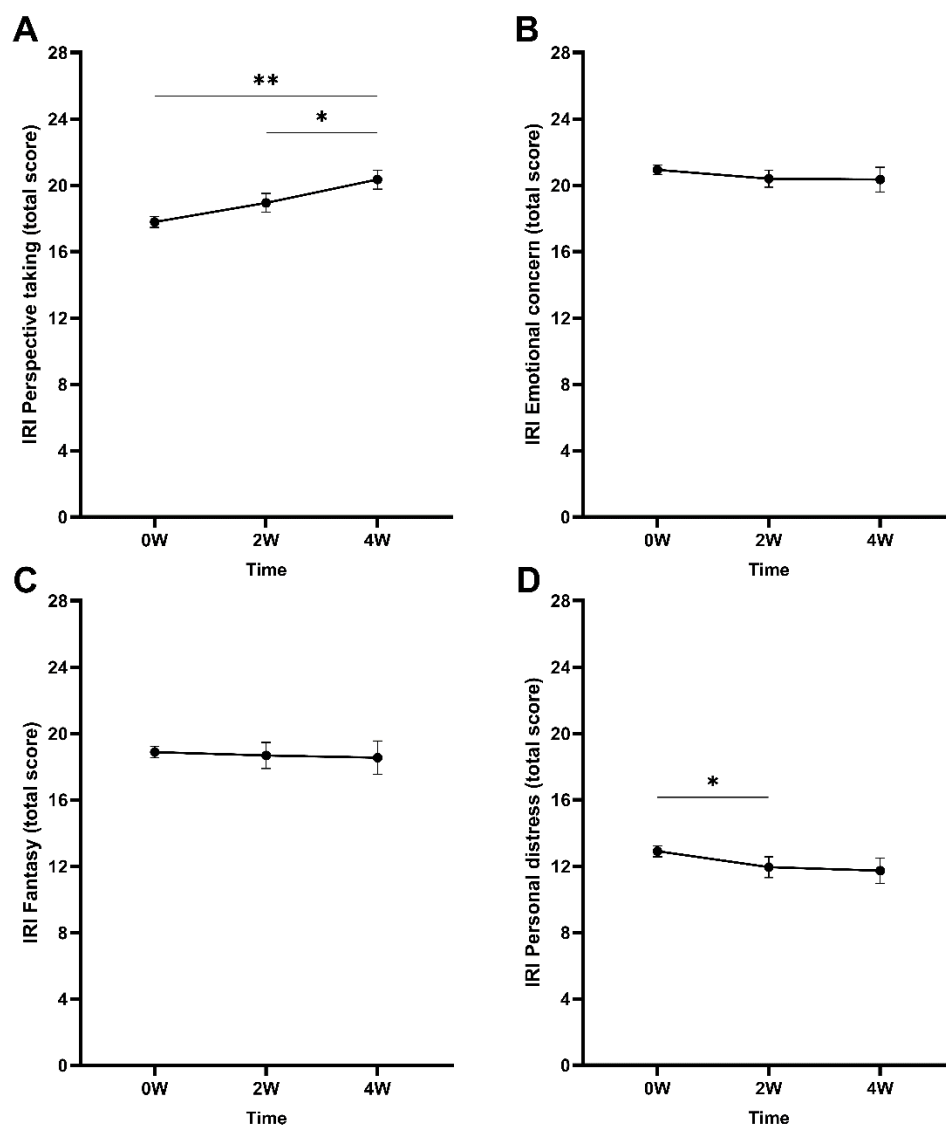 A
IRI Perspective taking (total score)
28
24
20
16
12
8
4
0
**
*
0W 2W 4W
Time
B
IRI Emotional concern (total score)
28
24
20
16
12
8
4
0
0W 2W 4W
Time
C
IRI Fantasy (total score)
28
24
20
16
12
8
4
0
0W 2W 4W
Time
D
IRI Personal distress (total score)
28
24
20
16
12
8
4
0
*
0W 2W 4W
Time